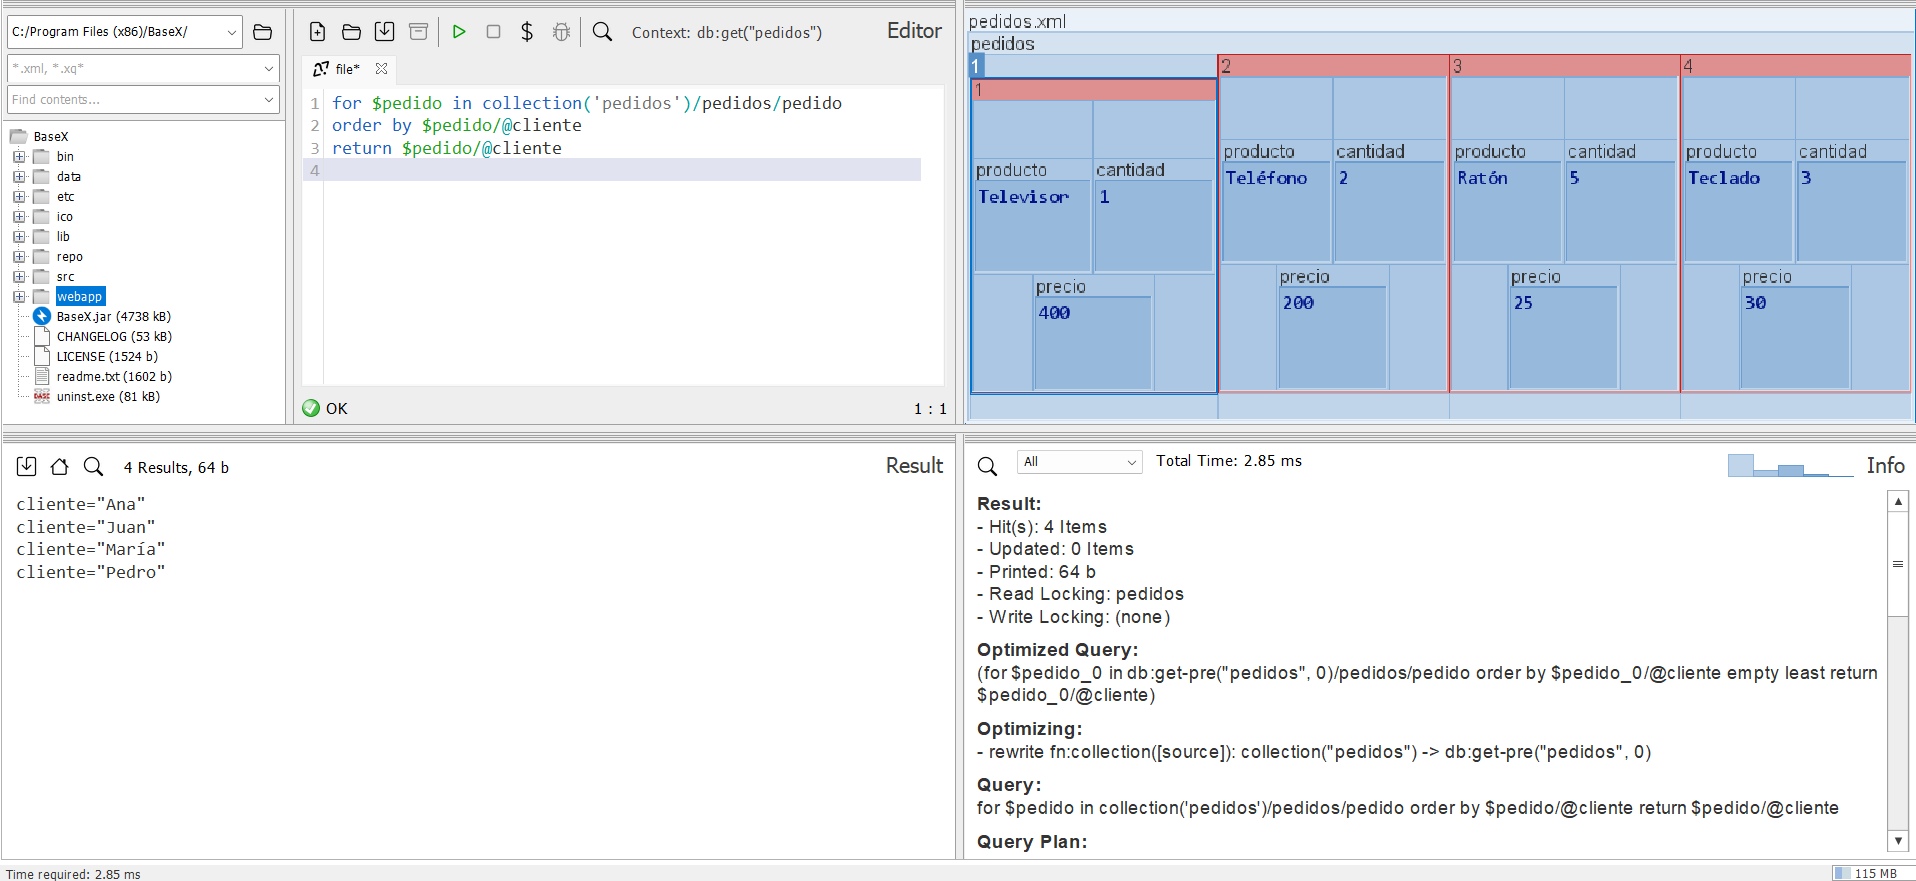 C:/Program Files (x86)/BaseX/
*.xml, *.xq*
Find contents...
BaseX
bin
data
etc
ico
lib
repo
src
webapp
BaseX.jar (4738 kB)
CHANGELOG (53 kB)
LICENSE (1524 b)
readme.txt (1602 b)
uninst.exe (81 kB)
Context: db:get("pedidos")
Editor
file*
1 for $pedido in collection('pedidos')/pedidos/pedido
2 order by $pedido/@cliente
3 return $pedido/@cliente
4
OK
1 : 1
pedidos.xml
pedidos
1
1
producto cantidad
Televisor 1
precio
400
2
producto cantidad
Teléfono 2
precio
200
3
producto cantidad
Ratón 5
precio
25
4
producto cantidad
Teclado 3
precio
30
4 Results, 64 b
Result
cliente="Ana"
cliente="Juan"
cliente="María"
cliente="Pedro"
All
Total Time: 2.85 ms
Info
Result:
- Hit(s): 4 Items
- Updated: 0 Items
- Printed: 64 b
- Read Locking: pedidos
- Write Locking: (none)
Optimized Query:
(for $pedido_0 in db:get-pre("pedidos", 0)/pedidos/pedido order by $pedido_0/@cliente empty least return
$pedido_0/@cliente)
Optimizing:
- rewrite fn:collection([source]): collection("pedidos") -> db:get-pre("pedidos", 0)
Query:
for $pedido in collection('pedidos')/pedidos/pedido order by $pedido/@cliente return $pedido/@cliente
Query Plan:
Time required: 2.85 ms
115 MB